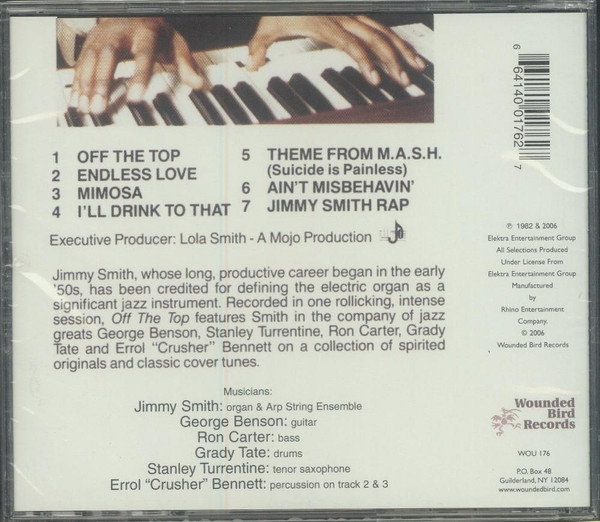 1 OFF THE TOP
2 ENDLESS LOVE
3 MIMOSA
4 I'LL DRINK TO THAT
5 THEME FROM M.A.S.H.
(Suicide is Painless)
6 AIN'T MISBEHAVIN'
7 JIMMY SMITH RAP
Executive Producer: Lola Smith - A Mojo Production
Jimmy Smith, whose long, productive career began in the early
'50s, has been credited for defining the electric organ as a
significant jazz instrument. Recorded in one rollicking, intense
session, Off The Top features Smith in the company of jazz
greats George Benson, Stanley Turrentine, Ron Carter, Grady
Tate and Errol "Crusher" Bennett on a collection of spirited
originals and classic cover tunes.
Musicians:
Jimmy Smith: organ & Arp String Ensemble
George Benson: guitar
Ron Carter: bass
Grady Tate: drums
Stanley Turrentine: tenor saxophone
Errol "Crusher" Bennett: percussion on track 2 & 3
6 64140 01762 7
℗ 1982 & 2006
Elektra Entertainment Group
All Selections Produced
Under License From
Elektra Entertainment Group
Manufactured
by
Rhino Entertainment
Company.
© 2006
Wounded Bird Records
Wounded
Bird
Records
WOU 176
P.O. Box 48
Guilderland, NY 12084
www.woundedbird.com